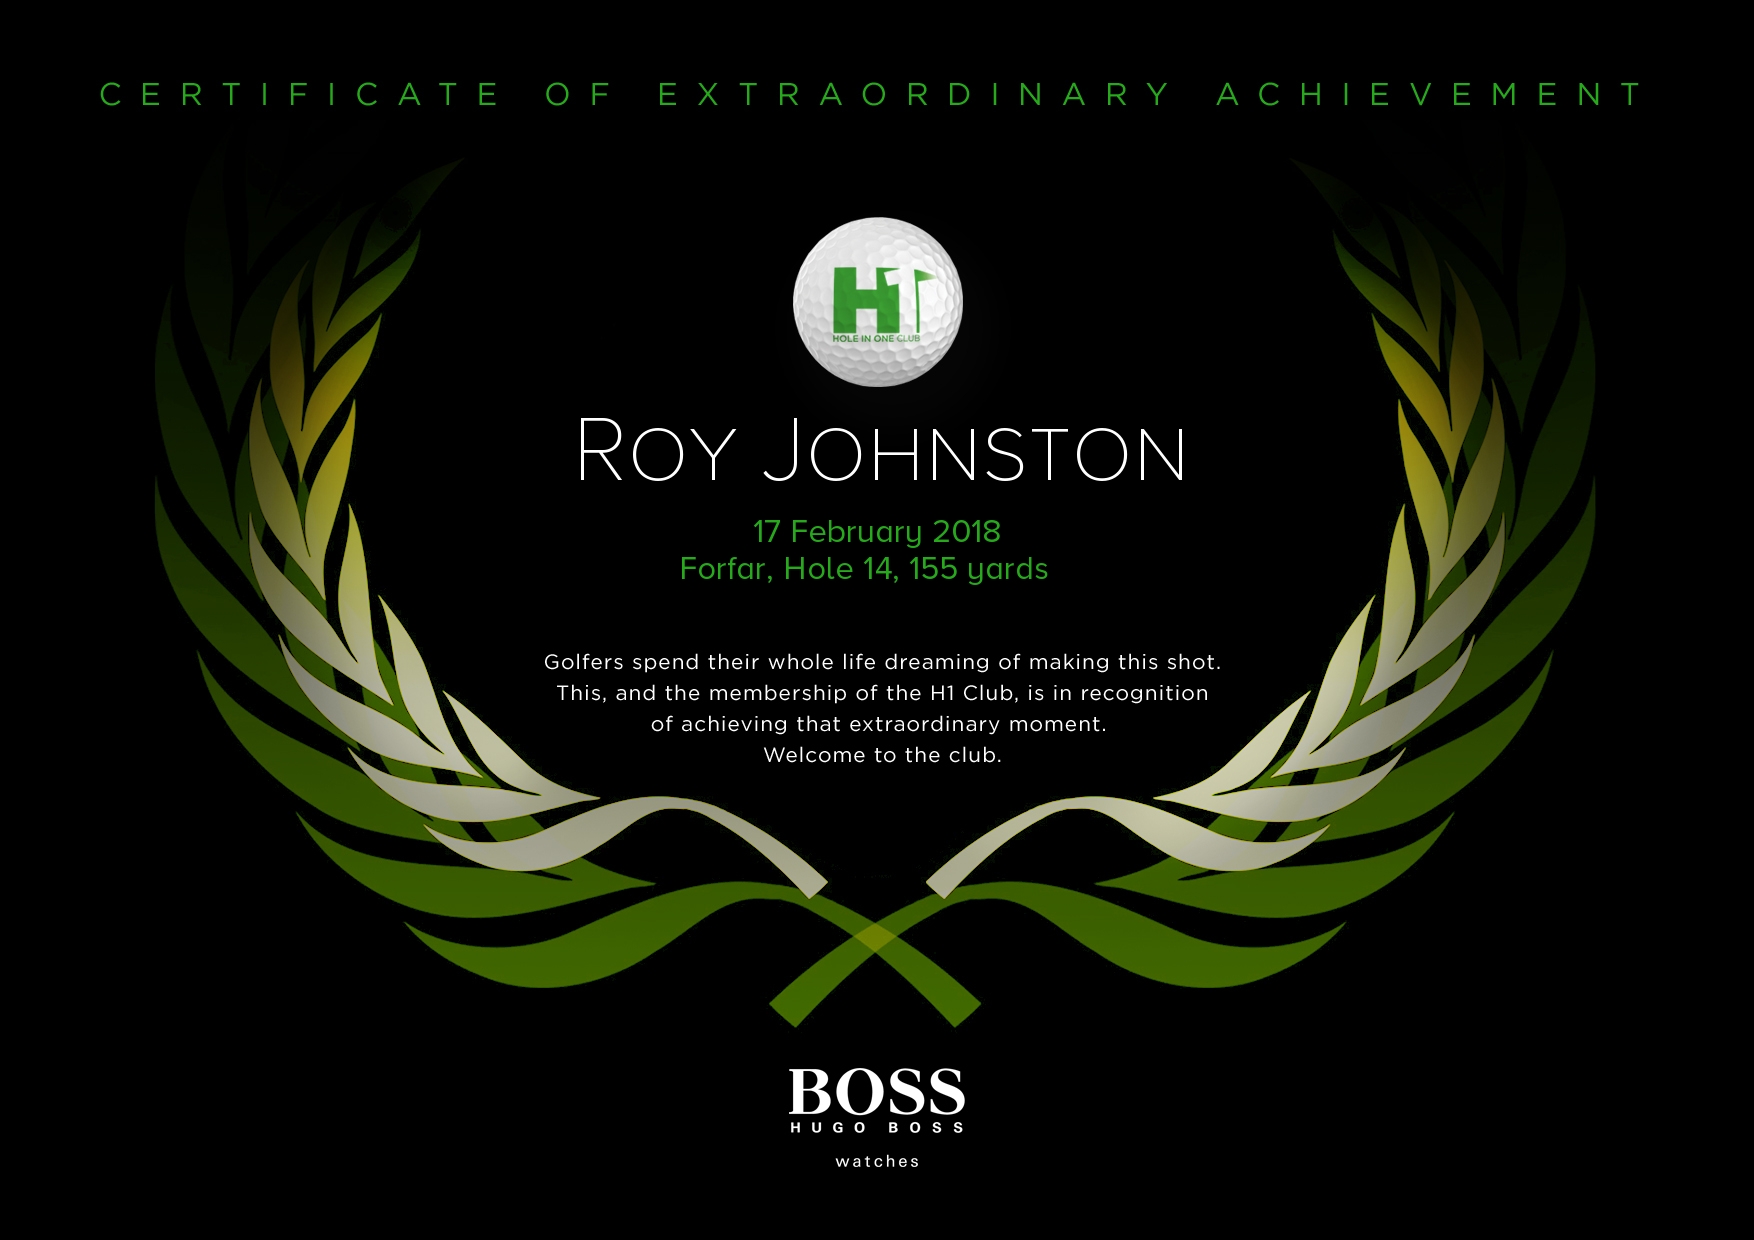 CERTIFICATE OF EXTRAORDINARY ACHIEVEMENT
H1
HOLE IN ONE CLUB
ROY JOHNSTON
17 February 2018
Forfar, Hole 14, 155 yards
Golfers spend their whole life dreaming of making this shot.
This, and the membership of the H1 Club, is in recognition
of achieving that extraordinary moment.
Welcome to the club.
BOSS
HUGO BOSS
watches